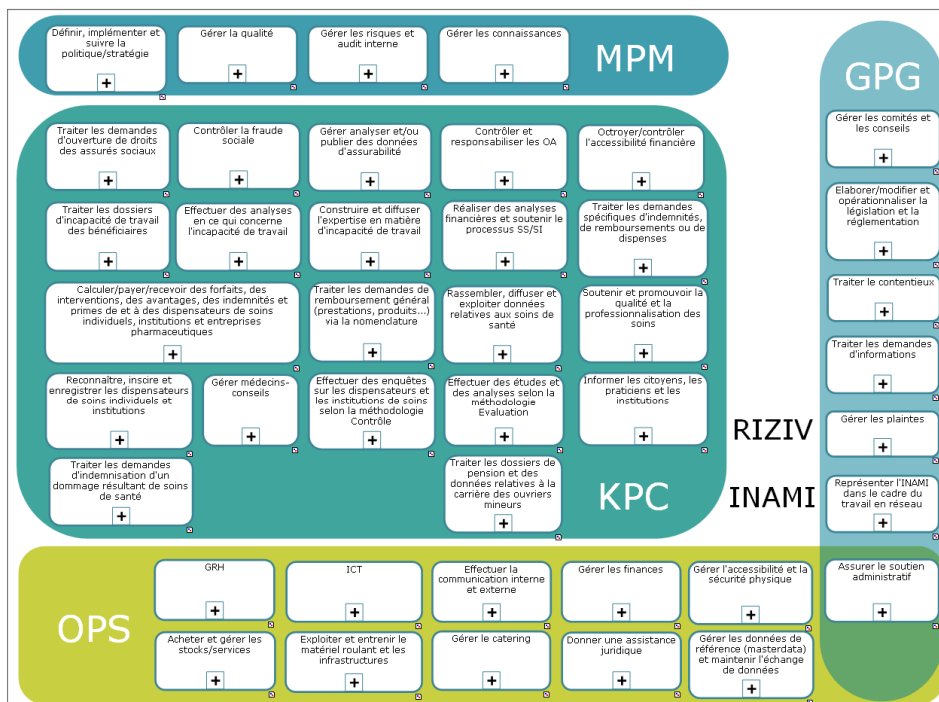 Définir, implémenter et
suivre la
politique/stratégie
Gérer la qualité
Gérer les risques et
audit interne
Gérer les connaissances
MPM
GPG
Gérer les comités et
les conseils
Elaborer/modifier et
opérationnaliser la
législation et la
réglementation
Traiter le contentieux
Traiter les demandes
d'informations
Gérer les plaintes
Représenter l'INAMI
dans le cadre du
travail en réseau
Assurer le soutien
administratif
Traiter les demandes
d'ouverture de droits
des assurés sociaux
Contrôler la fraude
sociale
Gérer analyser et/ou
publier des données
d'assurabilité
Contrôler et
responsabiliser les OA
Octroyer/contrôler
l'accessibilité financière
Traiter les dossiers
d'incapacité de travail
des bénéficiaires
Effectuer des analyses
en ce qui concerne
l'incapacité de travail
Construire et diffuser
l'expertise en matière
d'incapacité de travail
Réaliser des analyses
financières et soutenir le
processus SS/SI
Traiter les demandes
spécifiques d'indemnités,
de remboursements ou de
dispenses
Calculer/payer/recevoir des forfaits, des
interventions, des avantages, des indemnités et
primes de et à des dispensateurs de soins
individuels, institutions et entreprises
pharmaceutiques
Traiter les demandes de
remboursement général
(prestations, produits...)
via la nomenclature
Rassembler, diffuser et
exploiter données
relatives aux soins de
santé
Soutenir et promouvoir la
qualité et la
professionnalisation des
soins
Reconnaître, inscire et
enregistrer les dispensateurs
de soins individuels et
institutions
Gérer médecins-
conseils
Effectuer des enquêtes
sur les dispensateurs et
les institutions de soins
selon la méthodologie
Contrôle
Effectuer des études et
des analyses selon la
méthodologie Evaluation
Informer les citoyens, les
praticiens et les
institutions
Traiter les demandes
d'indemnisation d'un
dommage résultant de soins
de santé
Traiter les dossiers de
pension et des
données relatives à la
carrière des ouvriers
mineurs
KPC
RIZIV
INAMI
OPS
GRH
ICT
Effectuer la
communication interne
et externe
Gérer les finances
Gérer l'accessibilité et la
sécurité physique
Acheter et gérer les
stocks/services
Exploiter et entrenir le
matériel roulant et les
infrastructures
Gérer le catering
Donner une assistance
juridique
Gérer les données de
référence (masterdata)
et maintenir l'échange
de données